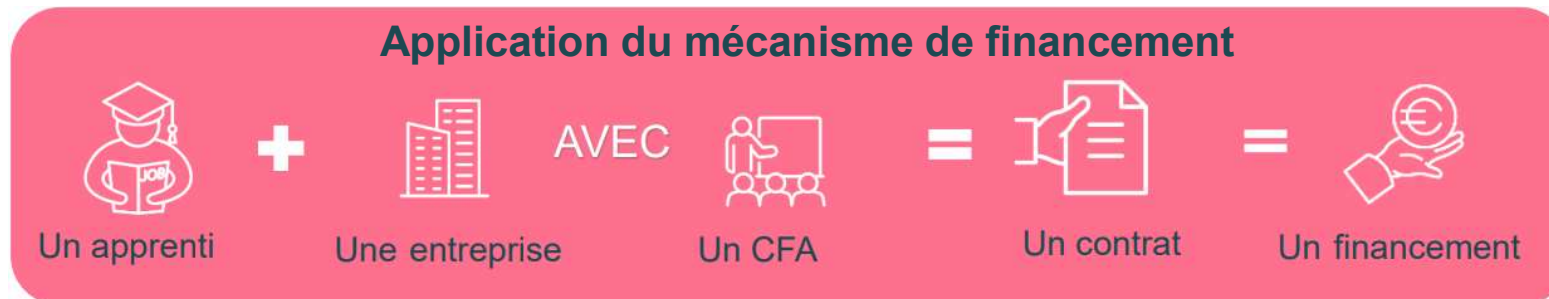 Application du mécanisme de financement
JOB
AVEC
Un apprenti
Une entreprise
Un CFA
Un contrat
Un financement